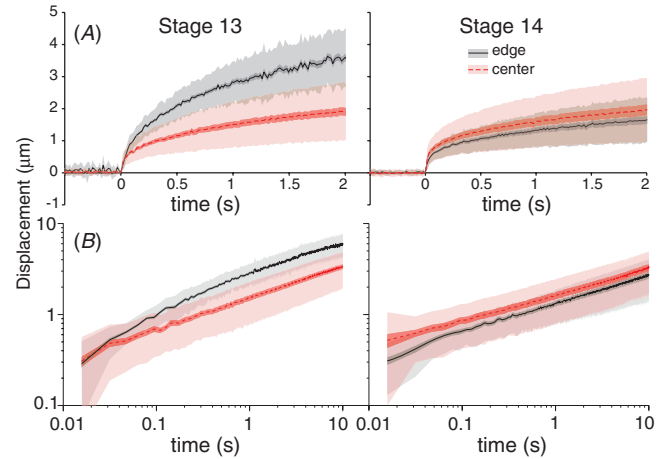 (A) Stage 13 Stage 14
edge
center
5
4
3
2
1
0
-1
0 0.5 1 1.5 2
0 0.5 1 1.5 2
time (s) time (s)
Displacement (μm)
(B)
10
1
0.1
0.01 0.1 1 10
0.01 0.1 1 10
time (s) time (s)